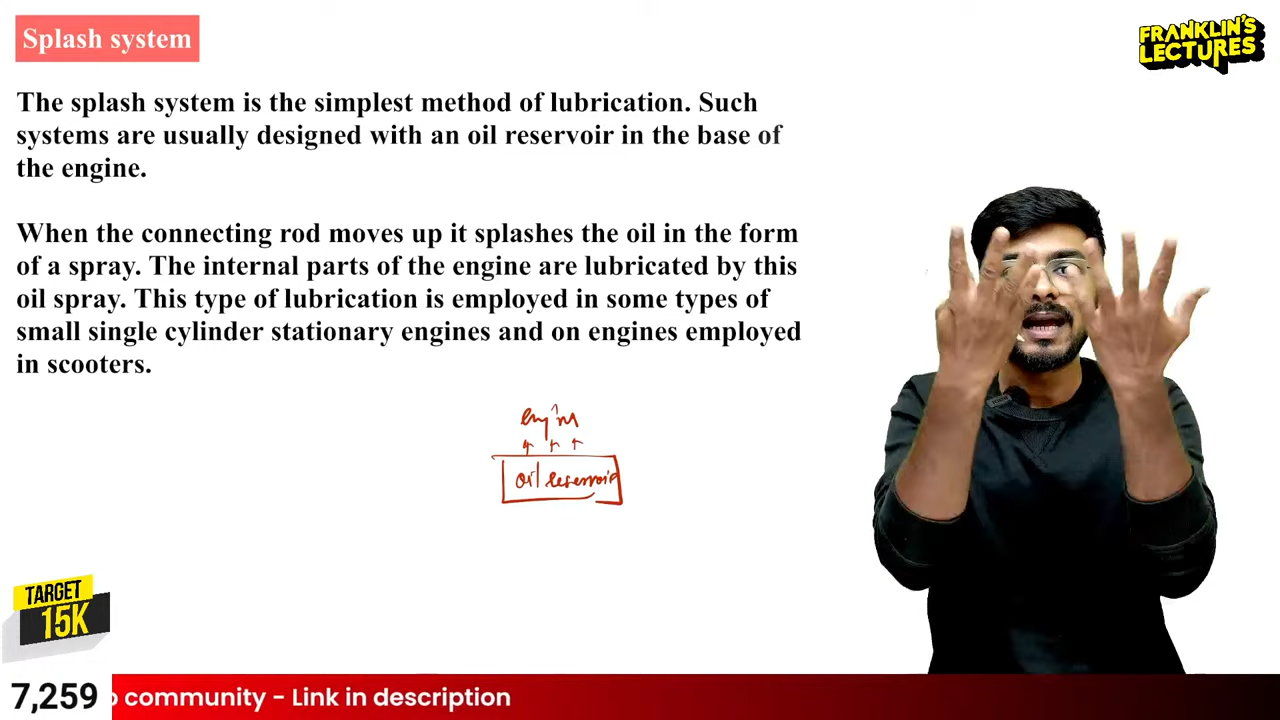 Splash system
FRANKLIN'S
LECTURES
The splash system is the simplest method of lubrication. Such
systems are usually designed with an oil reservoir in the base of
the engine.
When the connecting rod moves up it splashes the oil in the form
of a spray. The internal parts of the engine are lubricated by this
oil spray. This type of lubrication is employed in some types of
small single cylinder stationary engines and on engines employed
in scooters.
engine
oil reservoir
TARGET
15K
7,259
community - Link in description